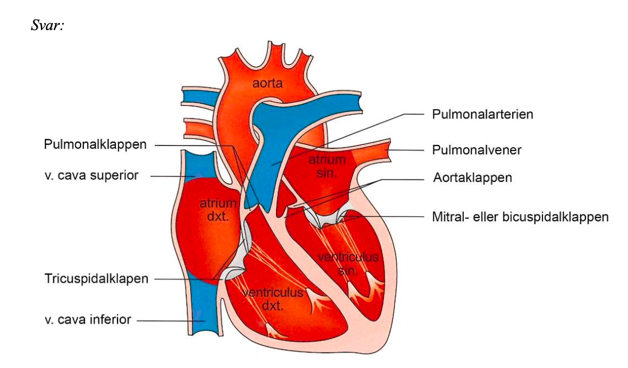 Svar:
aorta
Pulmonalarterien
Pulmonalklappen
Pulmonalvener
atrium
sin.
v. cava superior
Aortaklappen
atrium
dxt.
Mitral- eller bicuspidalklappen
ventriculus
sin.
Tricuspidalklapen
ventriculus
dxt.
v. cava inferior